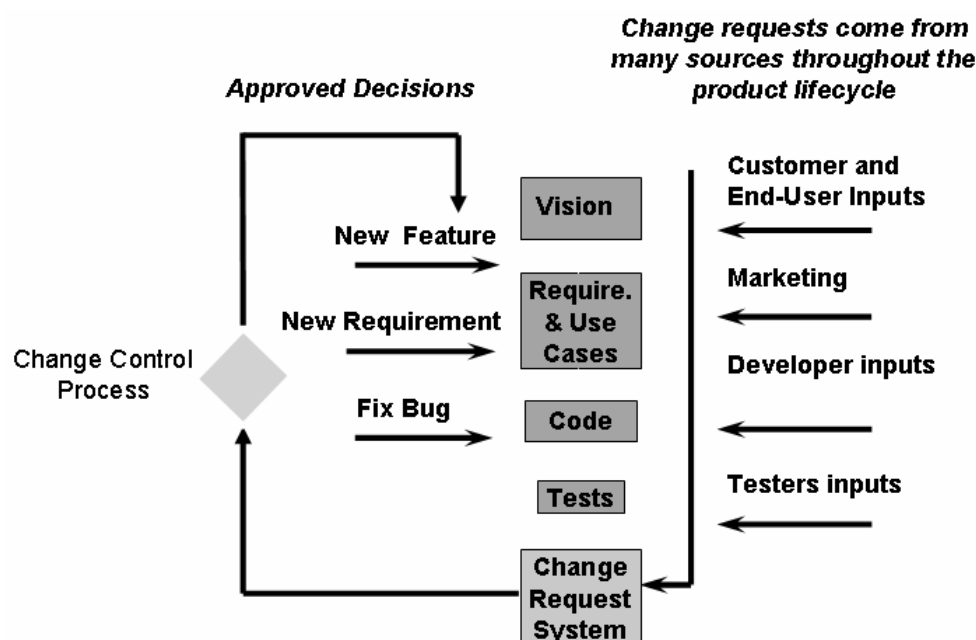 Change requests come from
many sources throughout the
product lifecycle
Approved Decisions
Customer and
End-User Inputs
Vision
New Feature
Marketing
Require.
& Use
Cases
New Requirement
Change Control
Process
Developer inputs
Fix Bug
Code
Testers inputs
Tests
Change
Request
System